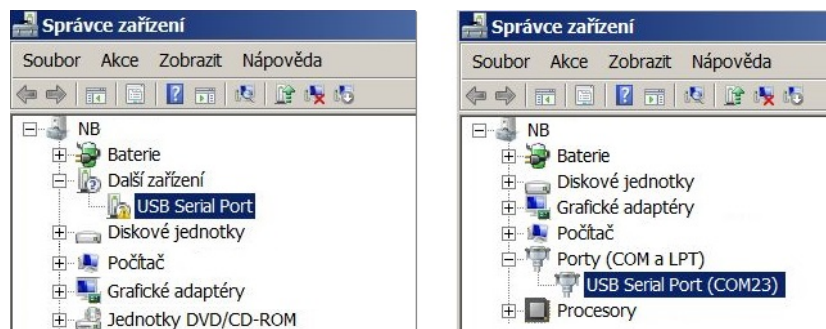 Správce zařízení
Soubor Akce Zobrazit Nápověda
NB
Baterie
Další zařízení
USB Serial Port
Diskové jednotky
Počítač
Grafické adaptéry
Jednotky DVD/CD-ROM
Správce zařízení
Soubor Akce Zobrazit Nápověda
NB
Baterie
Diskové jednotky
Grafické adaptéry
Počítač
Porty (COM a LPT)
USB Serial Port (COM23)
Procesory